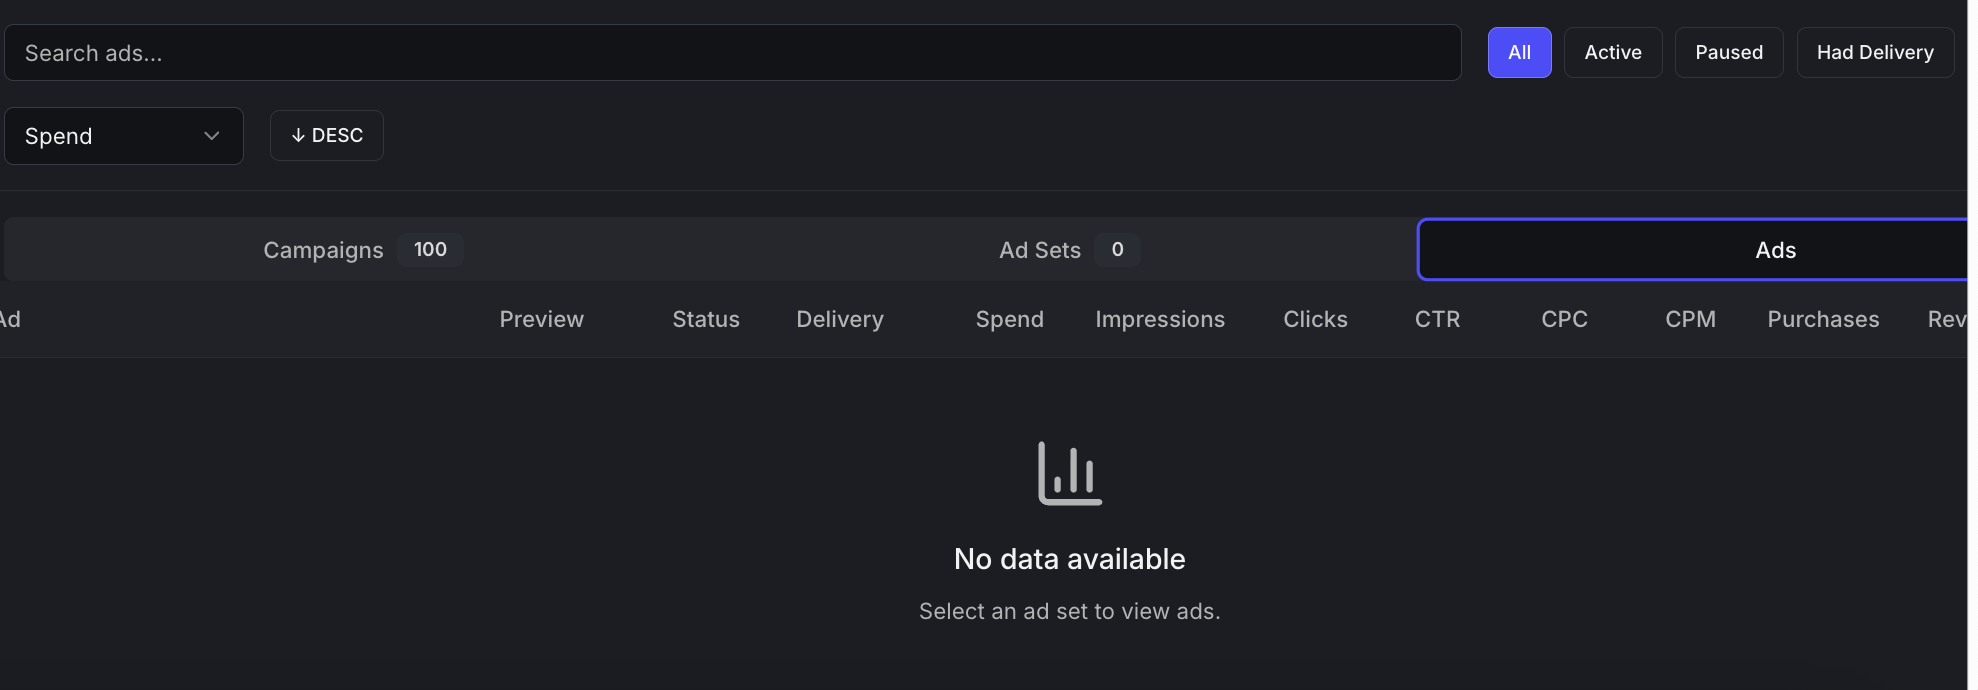 Search ads...
All Active Paused Had Delivery
Spend ↓ DESC
Campaigns 100 Ad Sets 0 Ads
Ad Preview Status Delivery Spend Impressions Clicks CTR CPC CPM Purchases Rev
No data available
Select an ad set to view ads.